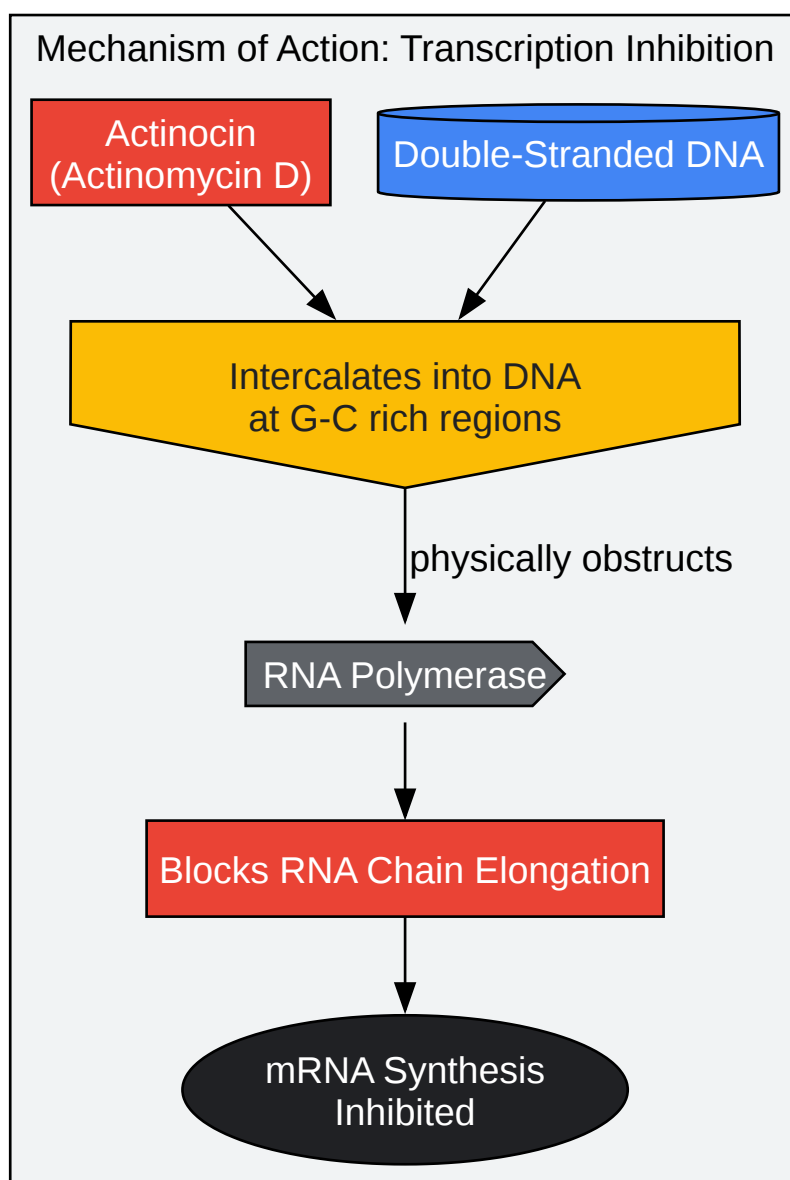 Mechanism of Action: Transcription Inhibition
Actinocin
(Actinomycin D)
Double-Stranded DNA
Intercalates into DNA
at G-C rich regions
physically obstructs
RNA Polymerase
Blocks RNA Chain Elongation
mRNA Synthesis
Inhibited